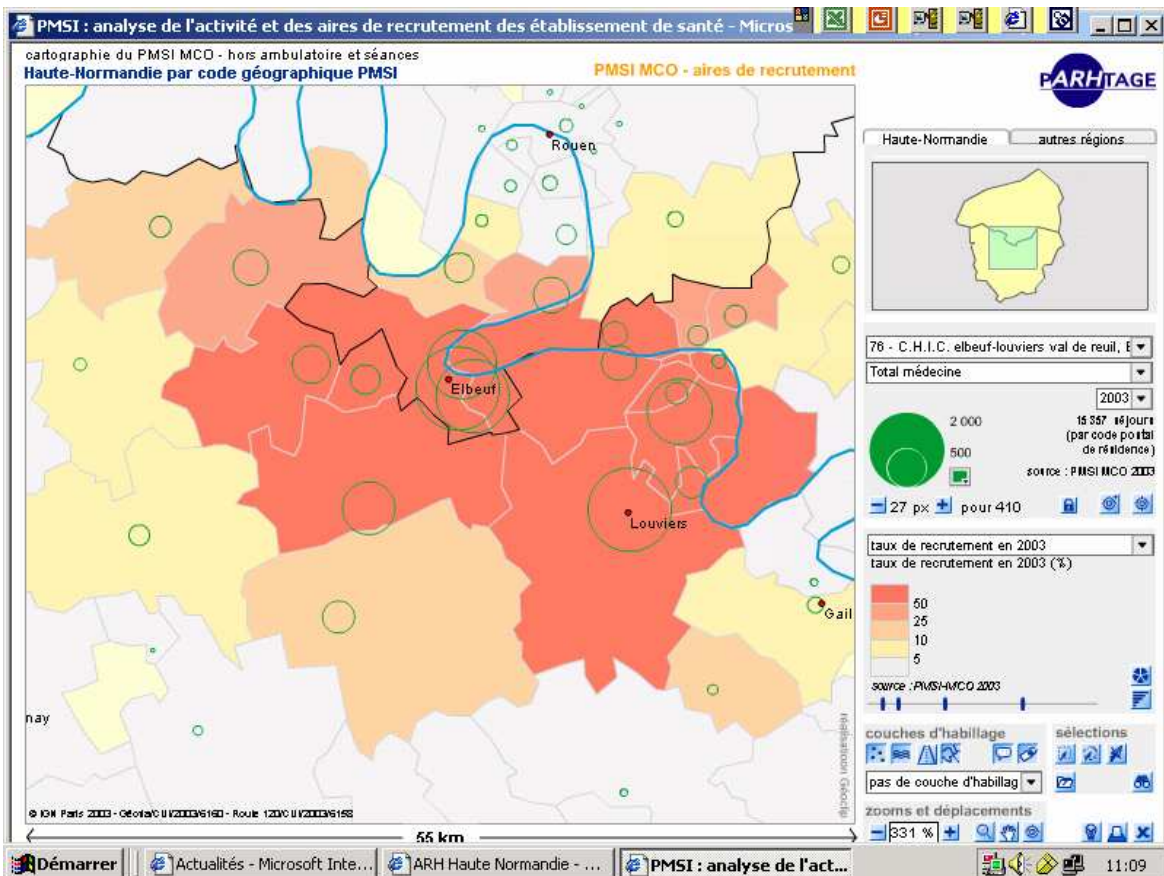 PMSI : analyse de l'activité et des aires de recrutement des établissement de santé - Micros
cartographie du PMSI MCO - hors ambulatoire et séances
Haute-Normandie par code géographique PMSI
PMSI MCO - aires de recrutement
PARHTAGE
Haute-Normandie
autres régions
Rouen
Elbeuf
Louviers
Gail
nay
76 - C.H.I.C. elbeuf-louviers val de reuil, E
Total médecine
2003
2 000
500
15 357 séjours
(par code postal
de résidence)
source : PMSI MCO 2003
27 px pour 410
taux de recrutement en 2003
taux de recrutement en 2003 (%)
50
25
10
5
source : PMSI-MCO 2003
couches d'habillage
sélections
pas de couche d'habillag
zooms et déplacements
331 %
réalisation Géoclip
© IGN Paris 2003 - Géofla/CUI/2003/6160 - Route 120/CUI/2003/6158
55 km
Démarrer
Actualités - Microsoft Inte...
ARH Haute Normandie - ...
PMSI : analyse de l'act...
11:09